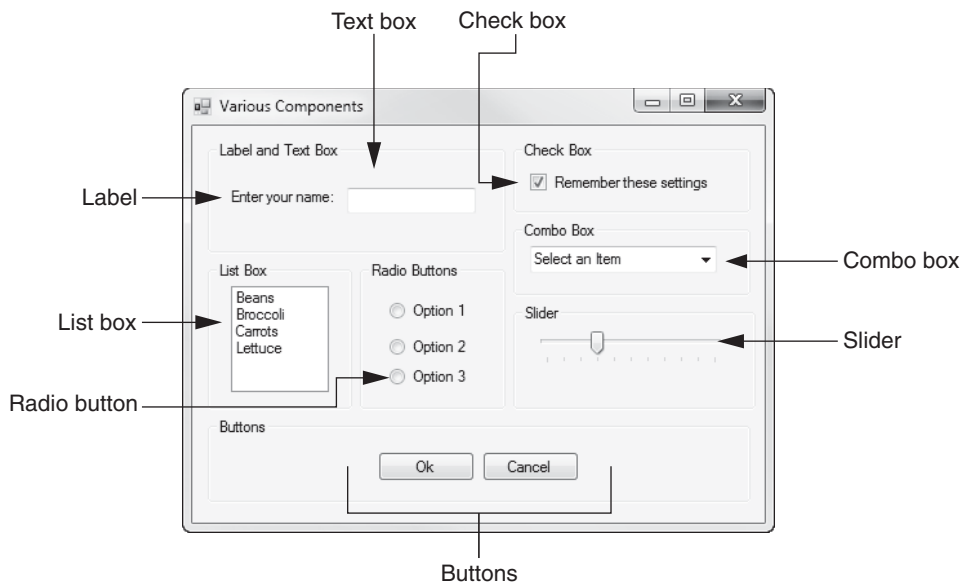 Text box
Check box
Various Components
Label and Text Box
Check Box
Label
Enter your name:
Remember these settings
Combo Box
Select an Item
Combo box
List Box
Radio Buttons
Beans
Broccoli
Carrots
Lettuce
Option 1
Option 2
Option 3
Slider
List box
Slider
Radio button
Buttons
Ok
Cancel
Buttons